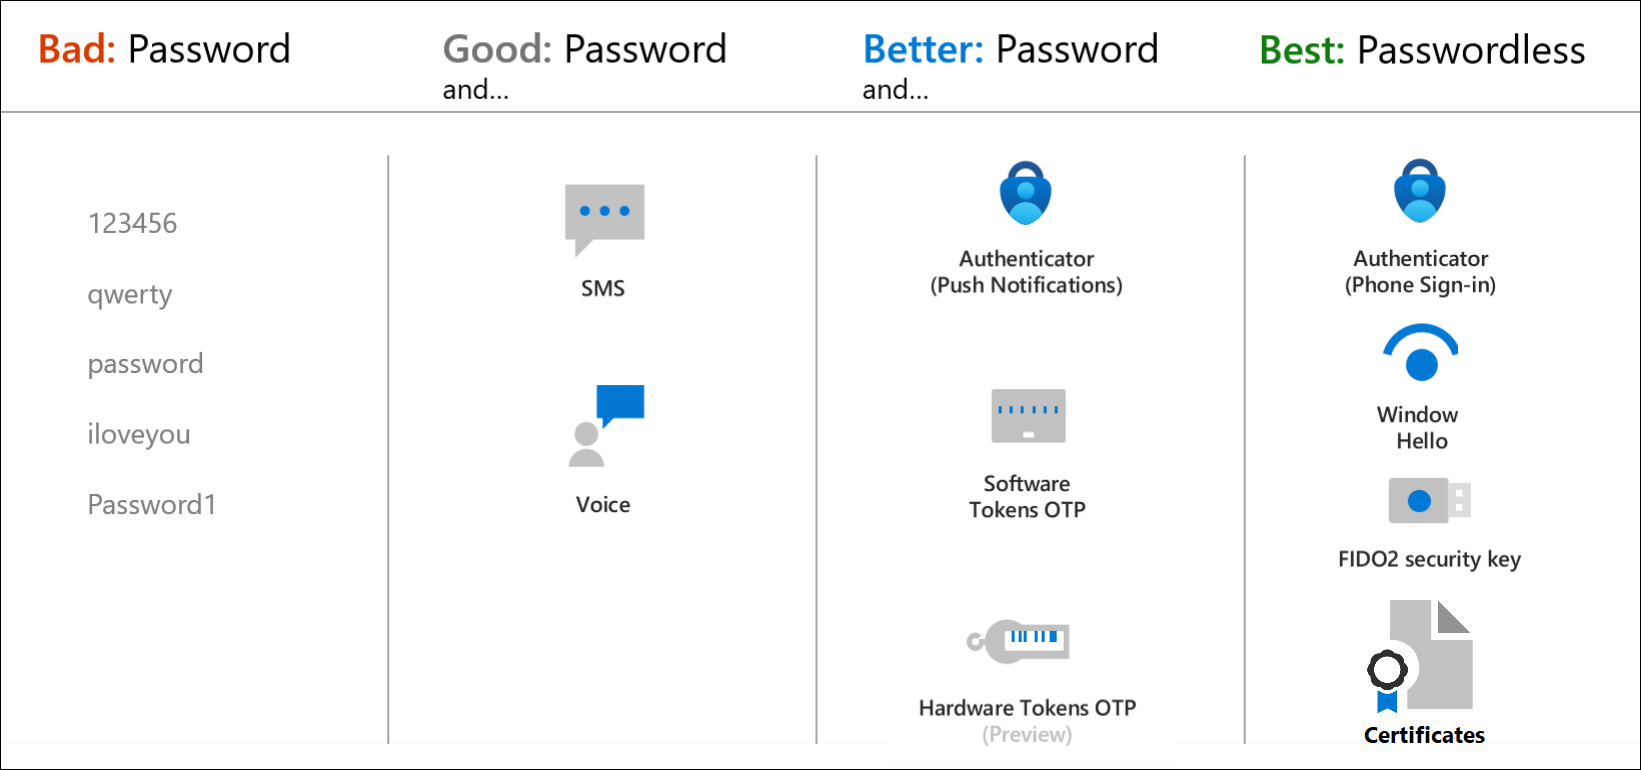 Bad: Password
Good: Password
and...
Better: Password
and...
Best: Passwordless
123456
qwerty
password
iloveyou
Password1
SMS
Voice
Authenticator
(Push Notifications)
Software
Tokens OTP
Hardware Tokens OTP
(Preview)
Authenticator
(Phone Sign-in)
Window
Hello
FIDO2 security key
Certificates